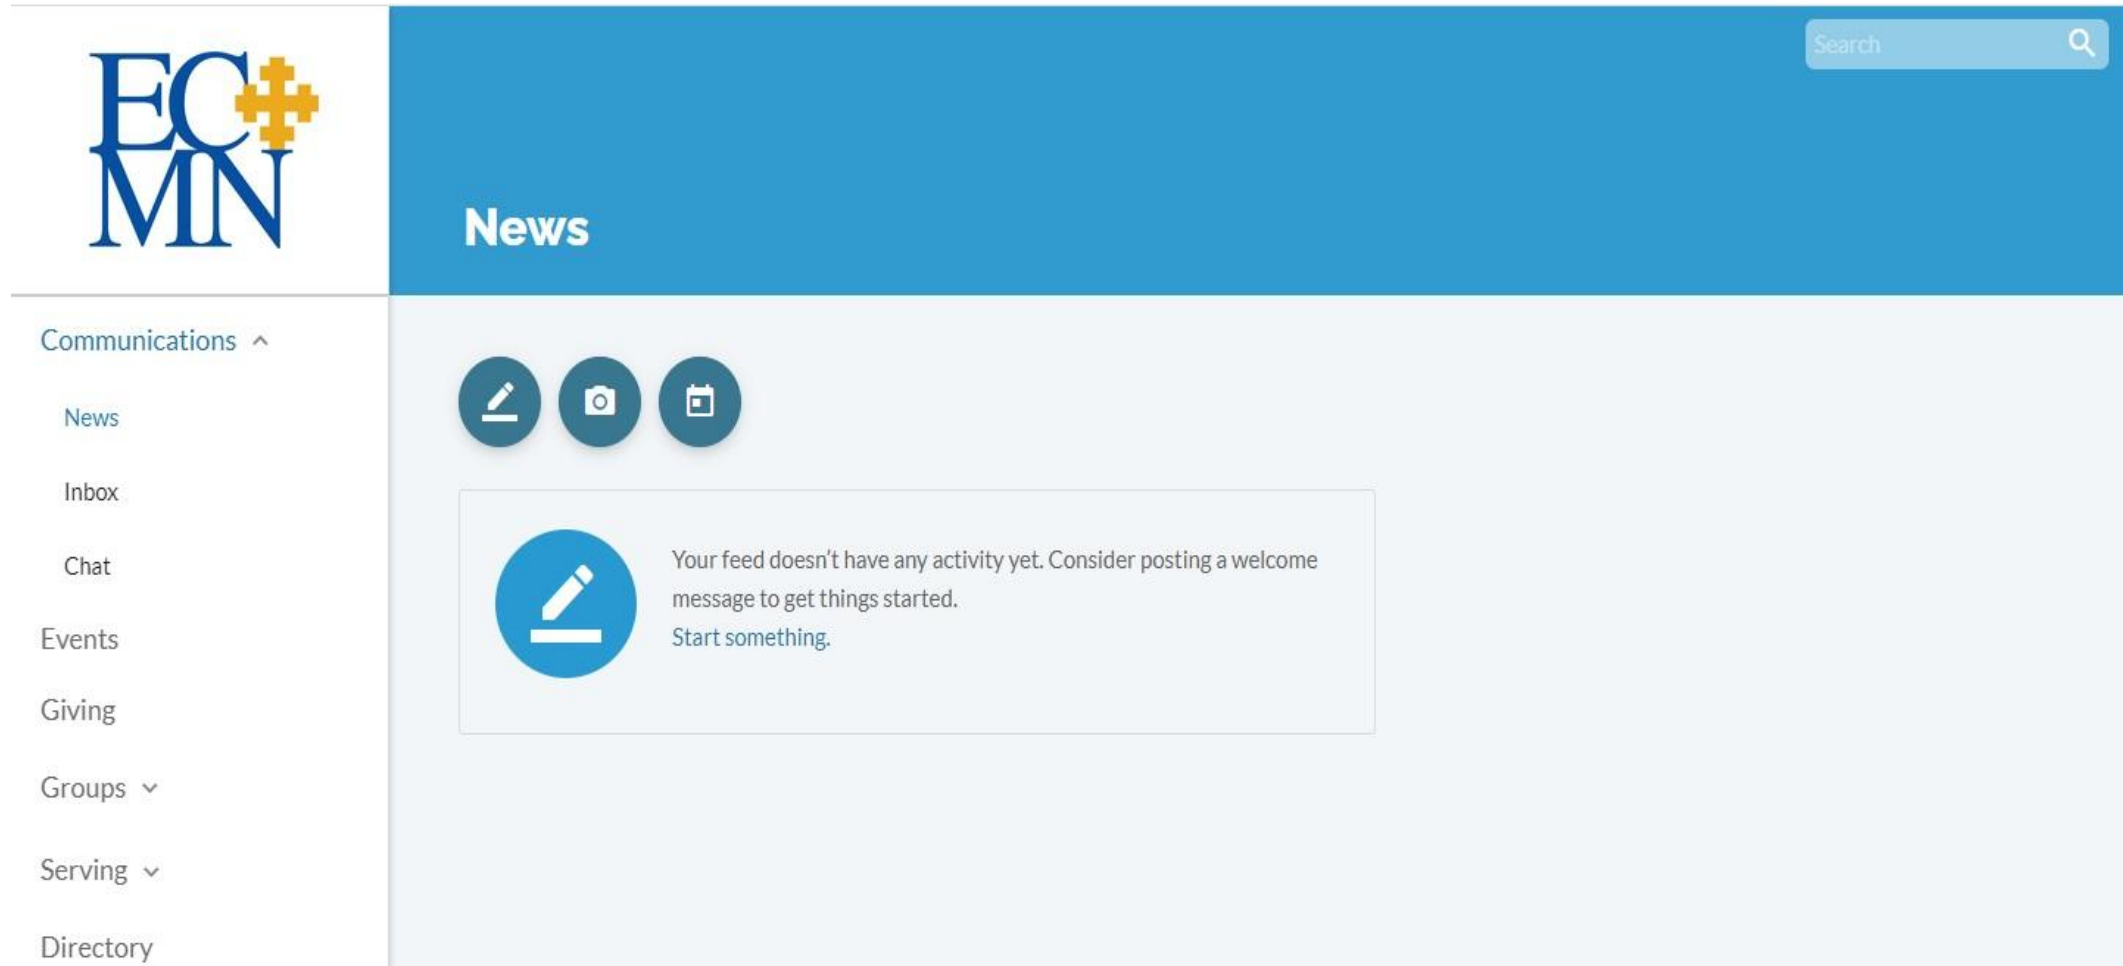 EC
MN
Search
News
Communications
News
Inbox
Chat
Events
Giving
Groups
Serving
Directory
Your feed doesn't have any activity yet. Consider posting a welcome
message to get things started.
Start something.